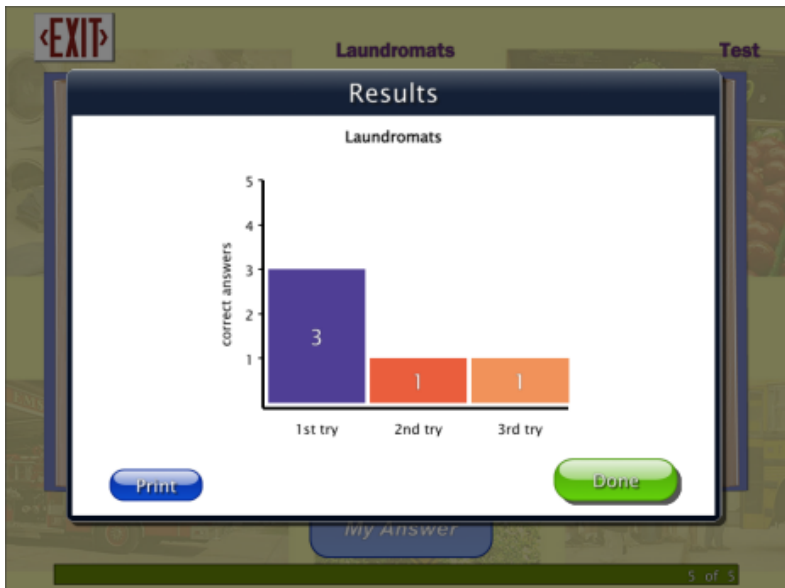 <EXIT>
Laundromats
Test
Results
Laundromats
5
4
3
2
1
correct answers
3
1
1
1st try
2nd try
3rd try
Print
Done
My Answer
5 of 5